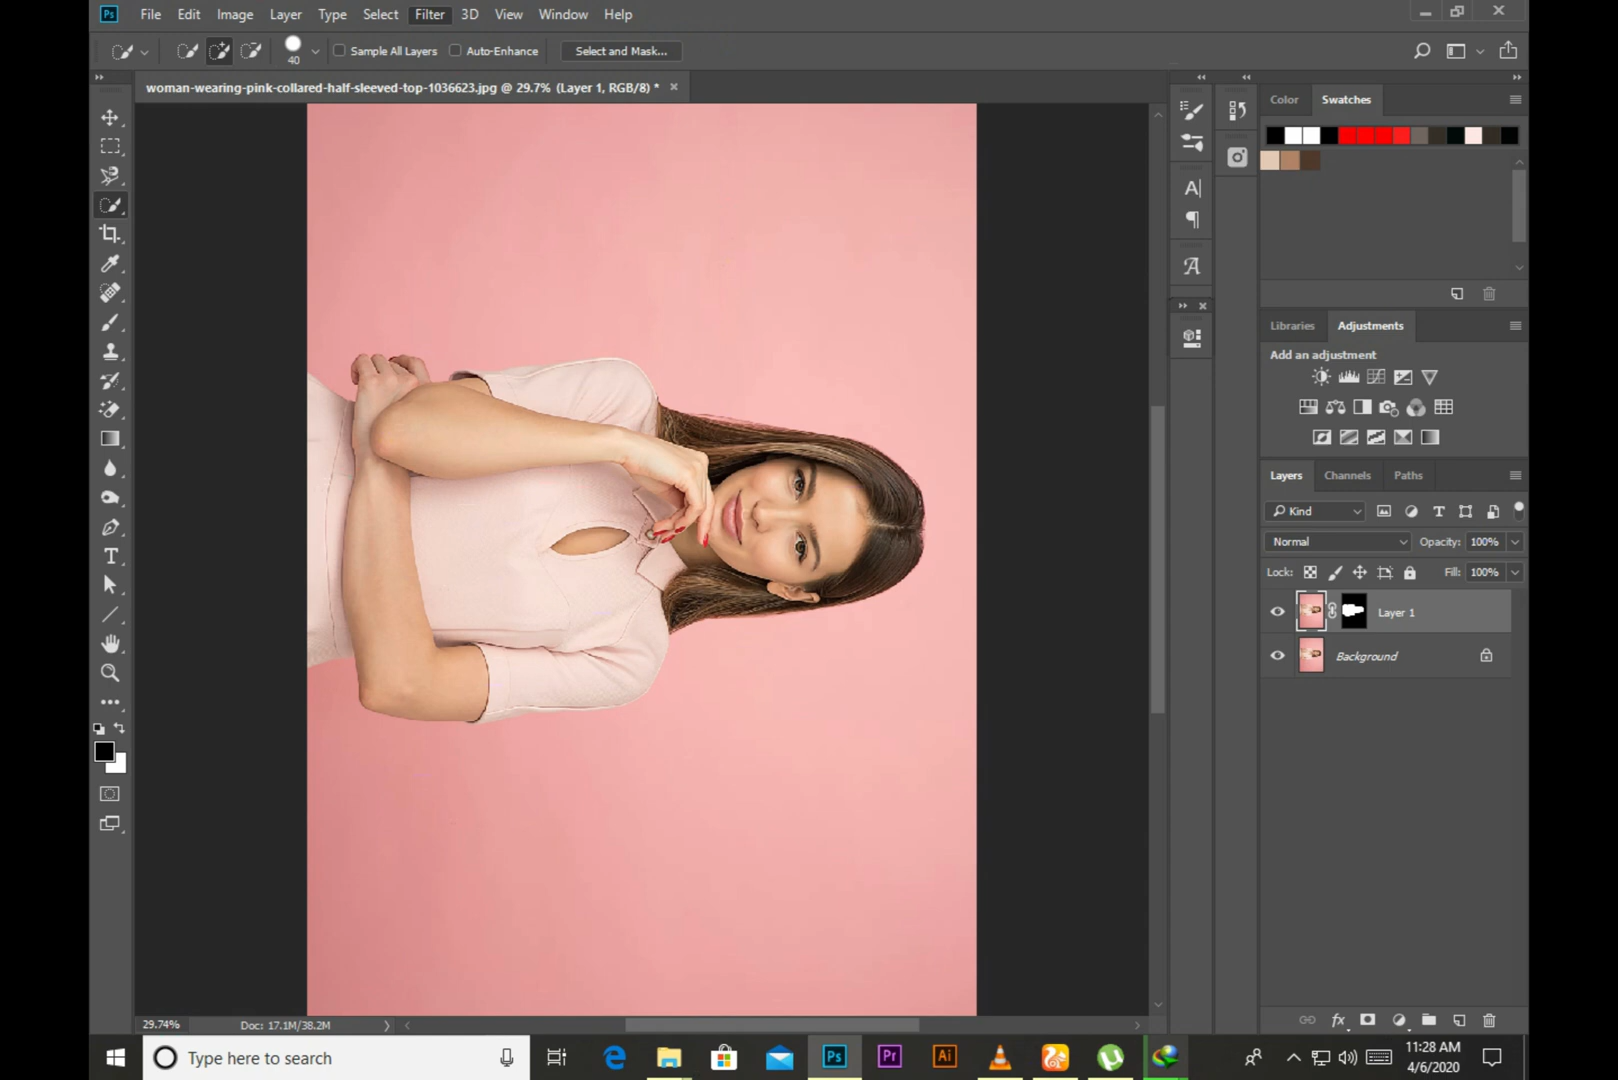 Ps File Edit Image Layer Type Select Filter 3D View Window Help
40 Sample All Layers Auto-Enhance Select and Mask...
woman-wearing-pink-collared-half-sleeved-top-1036623.jpg @ 29.7% (Layer 1, RGB/8) *
Color Swatches
Libraries Adjustments
Add an adjustment
Layers Channels Paths
Kind
Normal Opacity: 100%
Lock: Fill: 100%
Layer 1
Background
29.74% Doc: 17.1M/38.2M
Type here to search
Ps Pr Ai
11:28 AM
4/6/2020